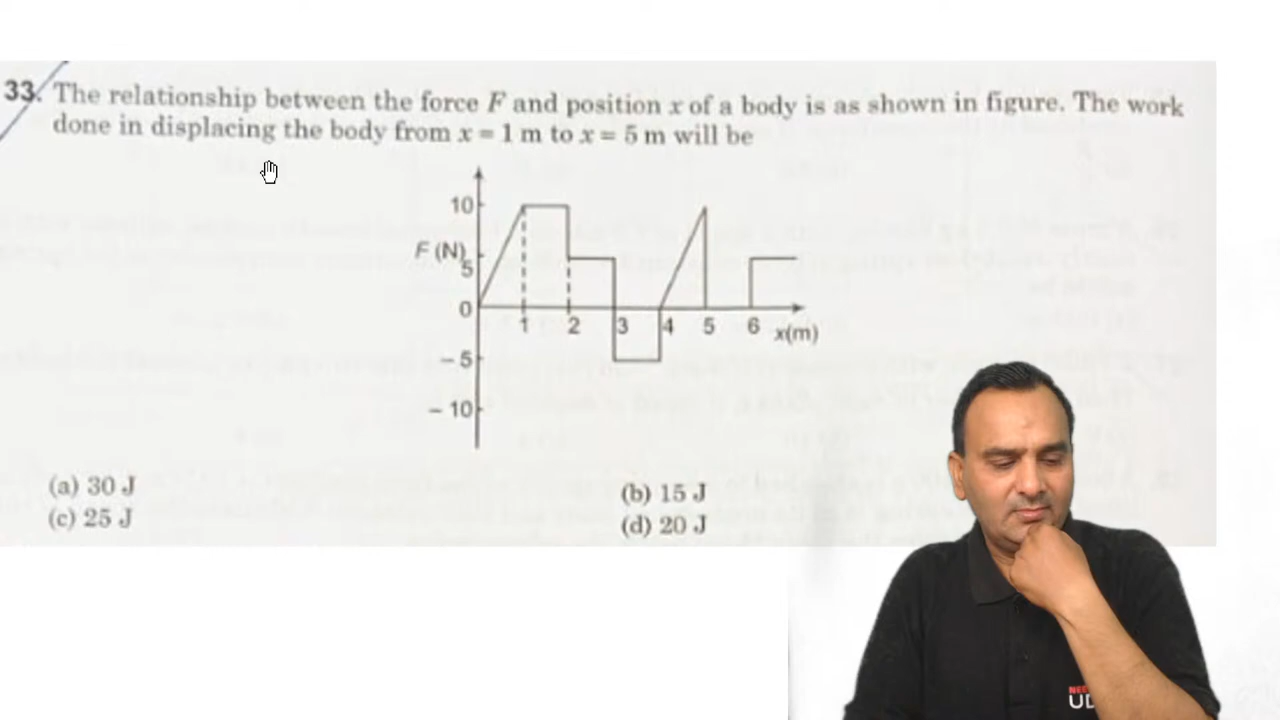 33. The relationship between the force F and position x of a body is as shown in figure. The work
done in displacing the body from x = 1 m to x = 5 m will be
10
F (N)
5
0
1 2 3 4 5 6 x(m)
– 5
– 10
(a) 30 J
(b) 15 J
(c) 25 J
(d) 20 J